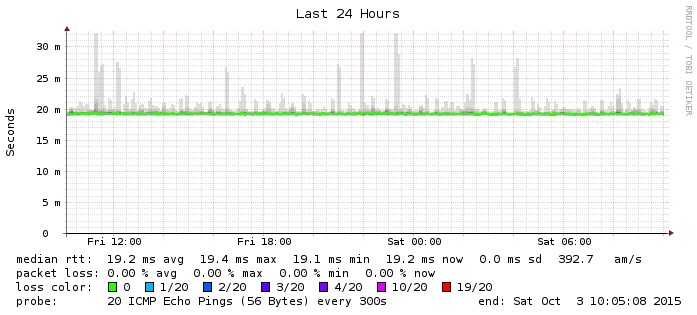 Last 24 Hours
RRDTOOL / TOBI OETIKER
Seconds
30 m
25 m
20 m
15 m
10 m
5 m
0
Fri 12:00 Fri 18:00 Sat 00:00 Sat 06:00
median rtt: 19.2 ms avg 19.4 ms max 19.1 ms min 19.2 ms now 0.0 ms sd 392.7 am/s
packet loss: 0.00 % avg 0.00 % max 0.00 % min 0.00 % now
loss color: 0 1/20 2/20 3/20 4/20 10/20 19/20
probe: 20 ICMP Echo Pings (56 Bytes) every 300s end: Sat Oct 3 10:05:08 2015